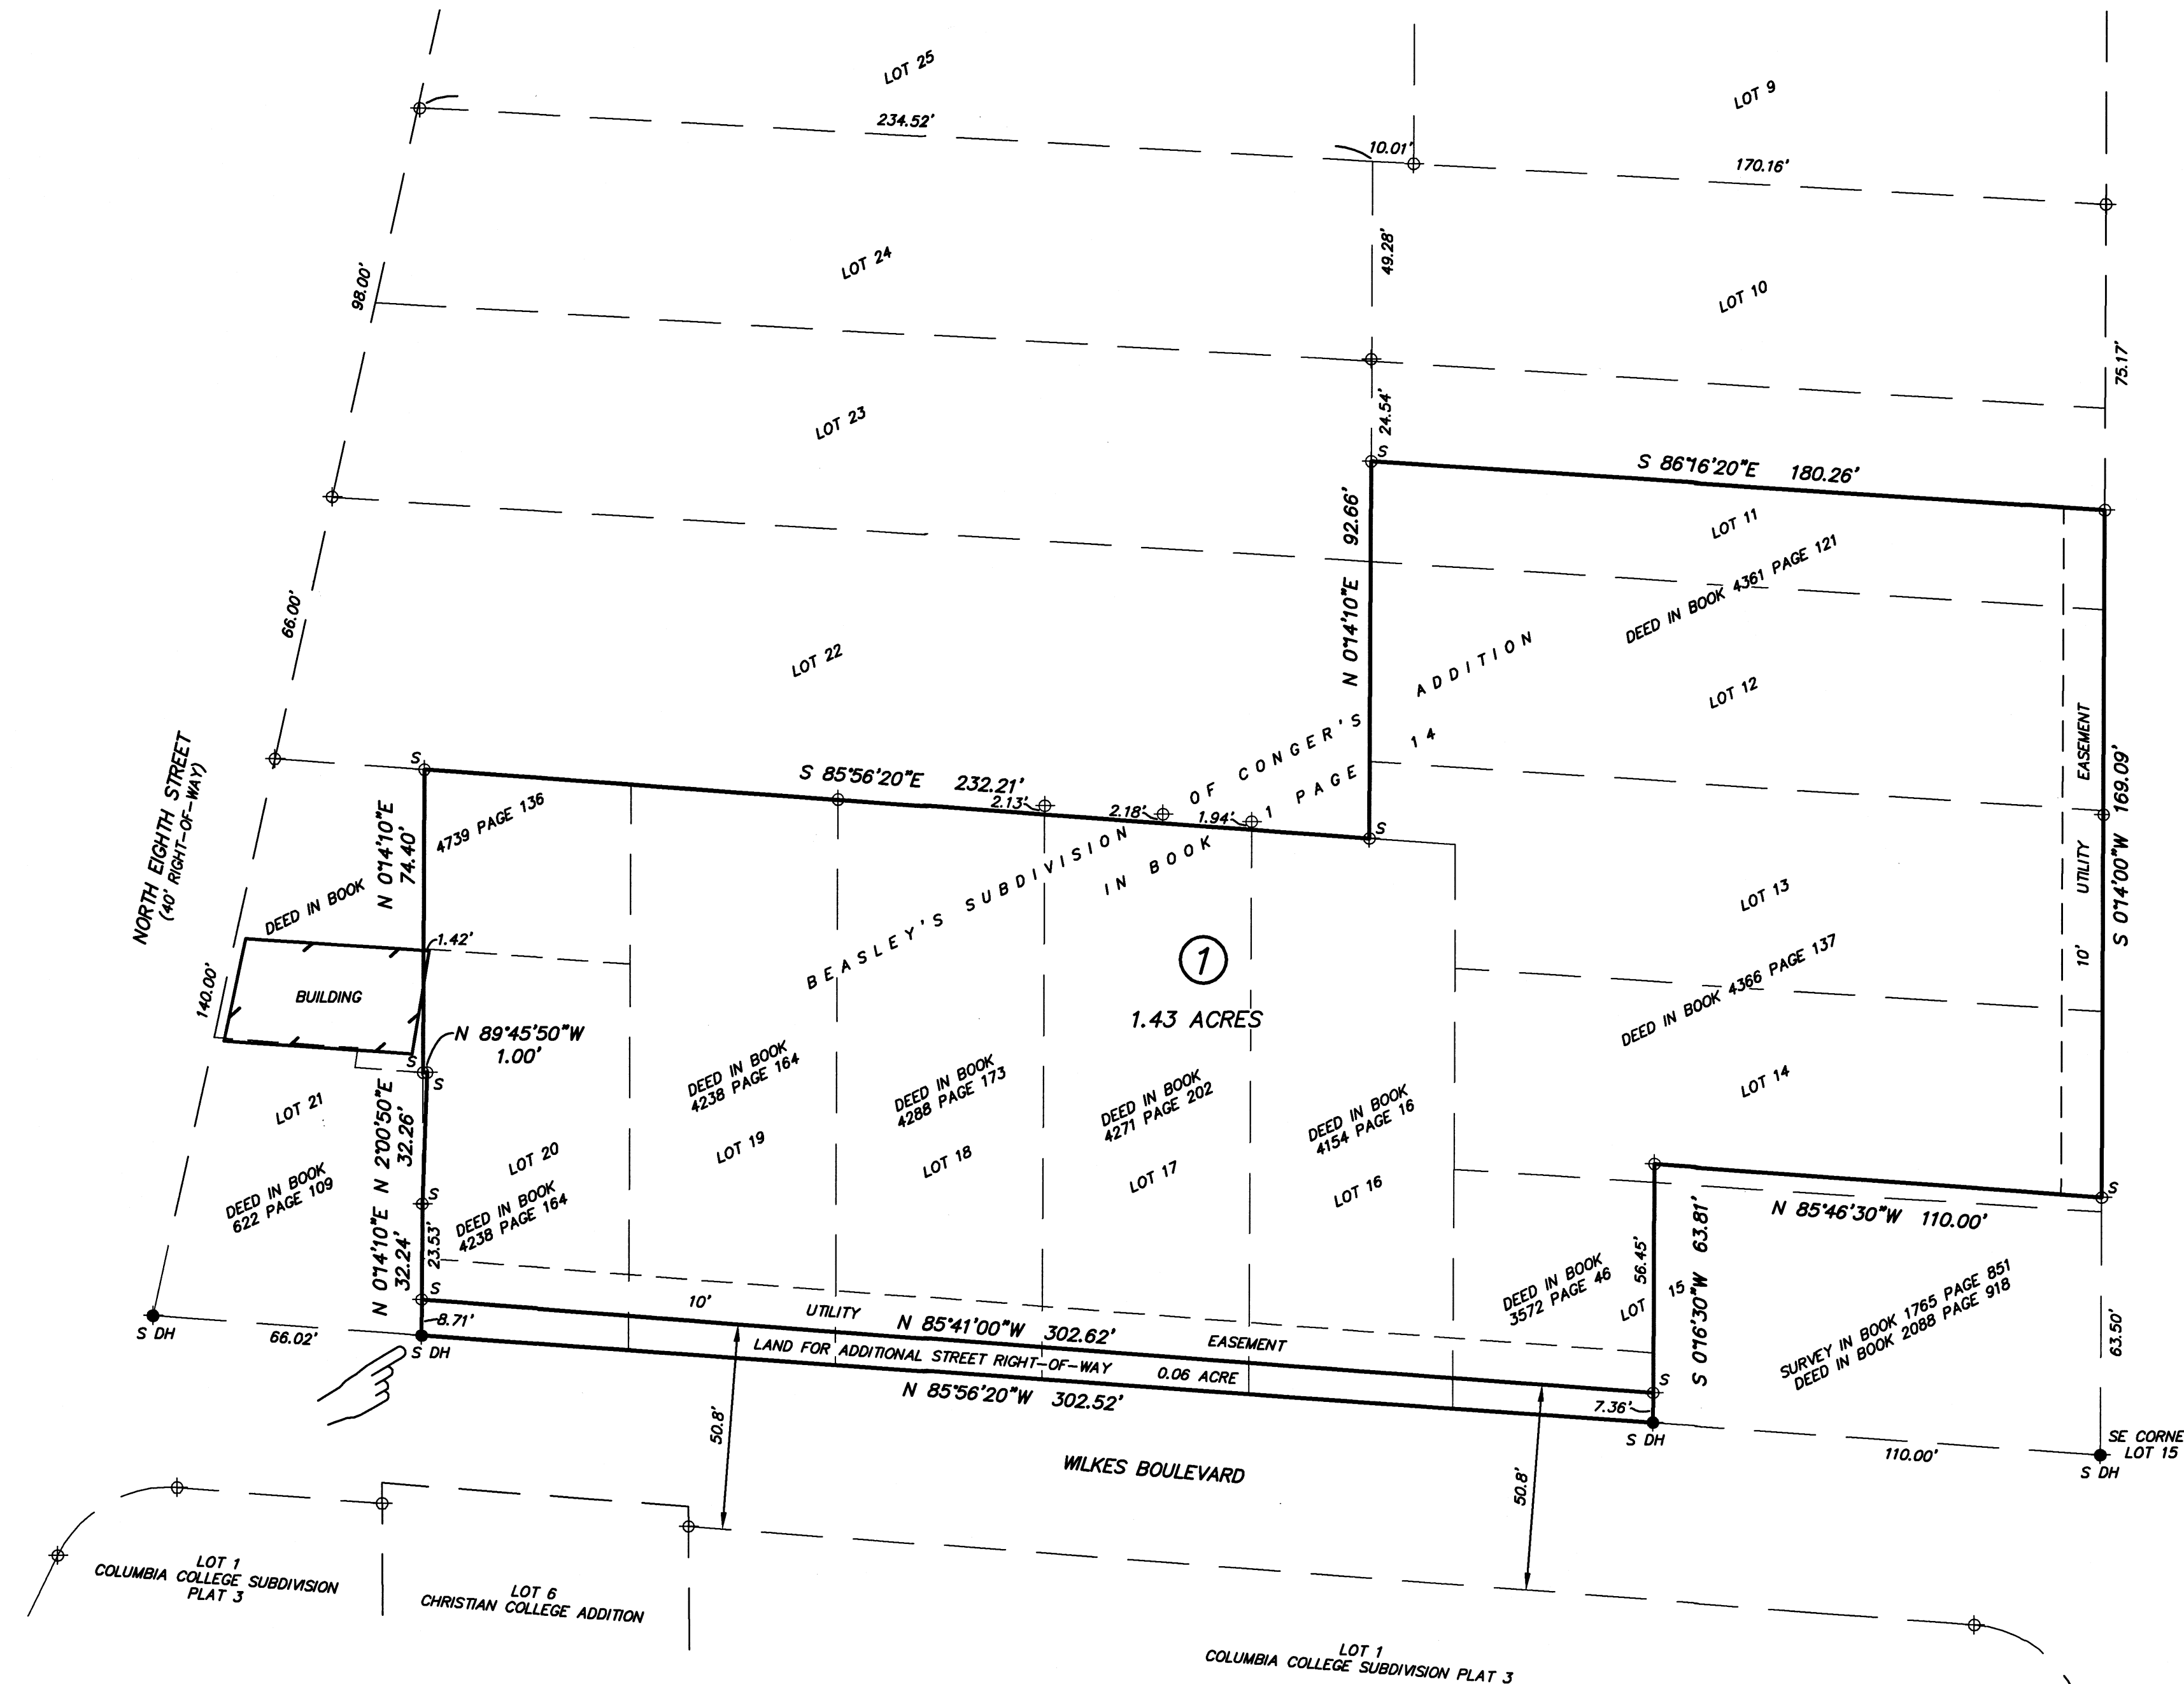 LOT 25
LOT 9
234.52'
10.01'
170.16'
49.28'
LOT 24
LOT 10
98.00'
75.17'
24.54'
LOT 23
S
S 86°16'20"E 180.26'
LOT 11
N 0°14'10"E 92.66'
DEED IN BOOK 4361 PAGE 121
66.00'
LOT 22
ADDITION
LOT 12
BEASLEY'S SUBDIVISION OF CONGER'S
IN BOOK 1 PAGE 14
NORTH EIGHTH STREET
(40' RIGHT-OF-WAY)
S
S 85°56'20"E 232.21'
2.13'
2.18'
1.94'
S
N 0°14'10"E
74.40'
DEED IN BOOK 4739 PAGE 136
10' UTILITY EASEMENT
S 0°14'00"W 169.09'
LOT 13
1.42'
BUILDING
140.00'
1
1.43 ACRES
DEED IN BOOK 4366 PAGE 137
N 89°45'50"W
1.00'
S
S
LOT 21
DEED IN BOOK
622 PAGE 109
N 2°00'50"E
32.26'
DEED IN BOOK
4238 PAGE 164
LOT 19
DEED IN BOOK
4288 PAGE 173
LOT 18
DEED IN BOOK
4271 PAGE 202
LOT 17
DEED IN BOOK
4154 PAGE 16
LOT 16
LOT 14
LOT 20
DEED IN BOOK
4238 PAGE 164
S
N 0°14'10"E
32.24'
23.53'
S
8.71'
S DH
66.02'
S DH
10' UTILITY EASEMENT
N 85°41'00"W 302.62'
LAND FOR ADDITIONAL STREET RIGHT-OF-WAY 0.06 ACRE
N 85°56'20"W 302.52'
DEED IN BOOK
3572 PAGE 46
LOT 15
56.45'
S 0°16'30"W 63.81'
N 85°46'30"W 110.00'
S
SURVEY IN BOOK 1765 PAGE 851
DEED IN BOOK 2088 PAGE 918
63.50'
S
7.36'
S DH
110.00'
SE CORNE
LOT 15
S DH
50.8'
WILKES BOULEVARD
50.8'
LOT 1
COLUMBIA COLLEGE SUBDIVISION
PLAT 3
LOT 6
CHRISTIAN COLLEGE ADDITION
LOT 1
COLUMBIA COLLEGE SUBDIVISION PLAT 3